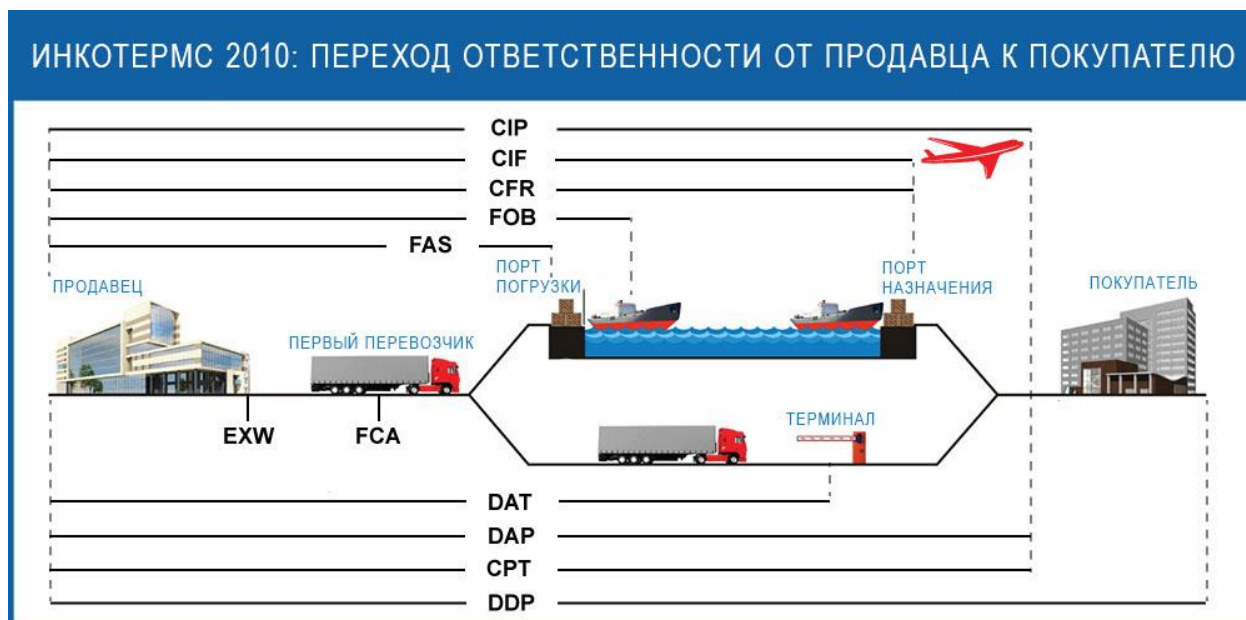 ИНКОТЕРМС 2010: ПЕРЕХОД ОТВЕТСТВЕННОСТИ ОТ ПРОДАВЦА К ПОКУПАТЕЛЮ
CIP
CIF
CFR
FOB
FAS
ПРОДАВЕЦ
ПЕРВЫЙ ПЕРЕВОЗЧИК
ПОРТ
ПОГРУЗКИ
ПОРТ
НАЗНАЧЕНИЯ
ПОКУПАТЕЛЬ
EXW
FCA
ТЕРМИНАЛ
DAT
DAP
CPT
DDP